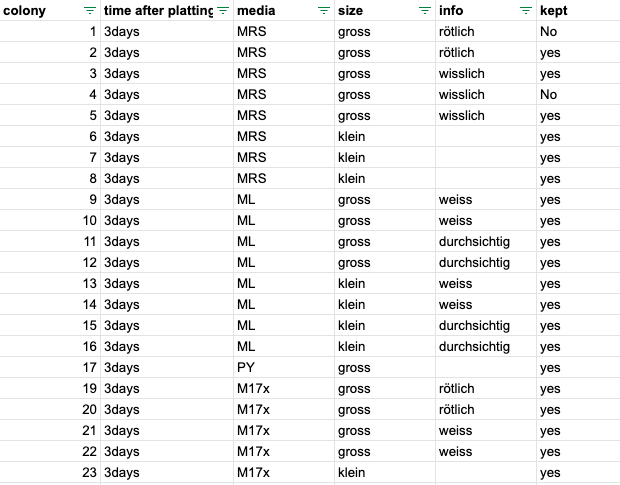 colony time after platting media size info kept
1 3days MRS gross rötlich No
2 3days MRS gross rötlich yes
3 3days MRS gross wisslich yes
4 3days MRS gross wisslich No
5 3days MRS gross wisslich yes
6 3days MRS klein yes
7 3days MRS klein yes
8 3days MRS klein yes
9 3days ML gross weiss yes
10 3days ML gross weiss yes
11 3days ML gross durchsichtig yes
12 3days ML gross durchsichtig yes
13 3days ML klein weiss yes
14 3days ML klein weiss yes
15 3days ML klein durchsichtig yes
16 3days ML klein durchsichtig yes
17 3days PY gross yes
19 3days M17x gross rötlich yes
20 3days M17x gross rötlich yes
21 3days M17x gross weiss yes
22 3days M17x gross weiss yes
23 3days M17x klein yes